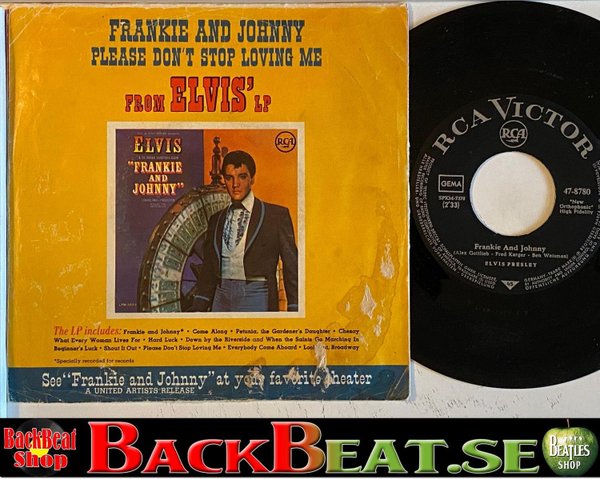 FRANKIE AND JOHNNY
PLEASE DON'T STOP LOVING ME
FROM ELVIS' LP
ELVIS
"FRANKIE
AND
JOHNNY"
RCA
The LP includes: Frankie and Johnny* • Come Along • Petunia, the Gardener's Daughter • Chesay
What Every Woman Lives For • Hard Luck • Down by the Riverside and When the Saints Go Marching In
Beginner's Luck • Shout It Out • Please Don't Stop Loving Me • Everybody Come Aboard • Broadway
*Specially recorded for records
See "Frankie and Johnny" at your favorite theater
A UNITED ARTISTS RELEASE
RCA VICTOR
RCA
GEMA
47-8780
(2'33)
"New
Orthophonic"
High Fidelity
Frankie And Johnny
(Alex Gottlieb - Fred Karger - Ben Weisman)
ELVIS PRESLEY
BackBeat
Shop
BACKBEAT.SE
BEATLES
SHOP